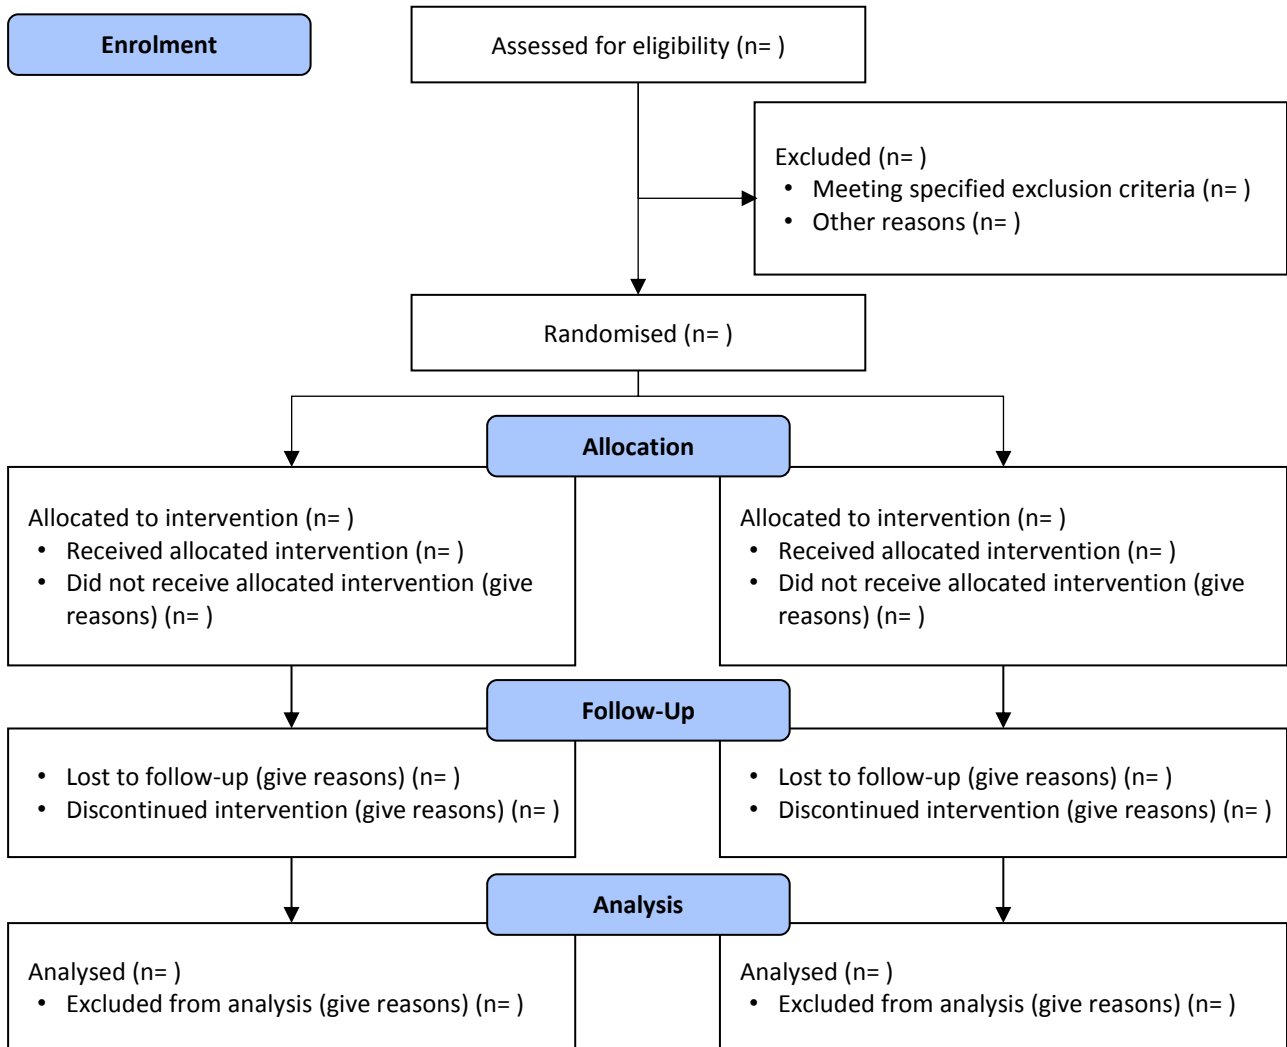 Enrolment
Assessed for eligibility (n= )
Excluded (n= )
• Meeting specified exclusion criteria (n= )
• Other reasons (n= )
Randomised (n= )
Allocation
Allocated to intervention (n= )
• Received allocated intervention (n= )
• Did not receive allocated intervention (give
reasons) (n= )
Allocated to intervention (n= )
• Received allocated intervention (n= )
• Did not receive allocated intervention (give
reasons) (n= )
Follow-Up
• Lost to follow-up (give reasons) (n= )
• Discontinued intervention (give reasons) (n= )
• Lost to follow-up (give reasons) (n= )
• Discontinued intervention (give reasons) (n= )
Analysis
Analysed (n= )
• Excluded from analysis (give reasons) (n= )
Analysed (n= )
• Excluded from analysis (give reasons) (n= )